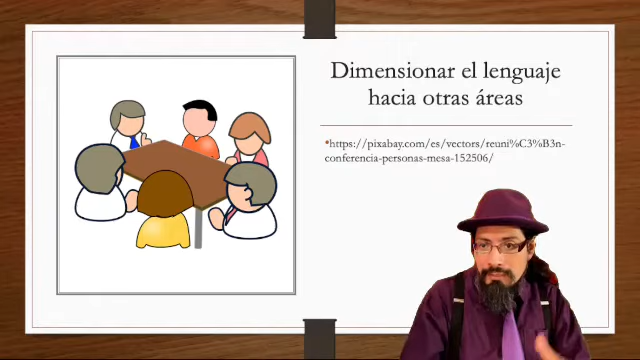 Dimensionar el lenguaje
hacia otras áreas
•https://pixabay.com/es/vectors/reuni%C3%B3n-
conferencia-personas-mesa-152506/